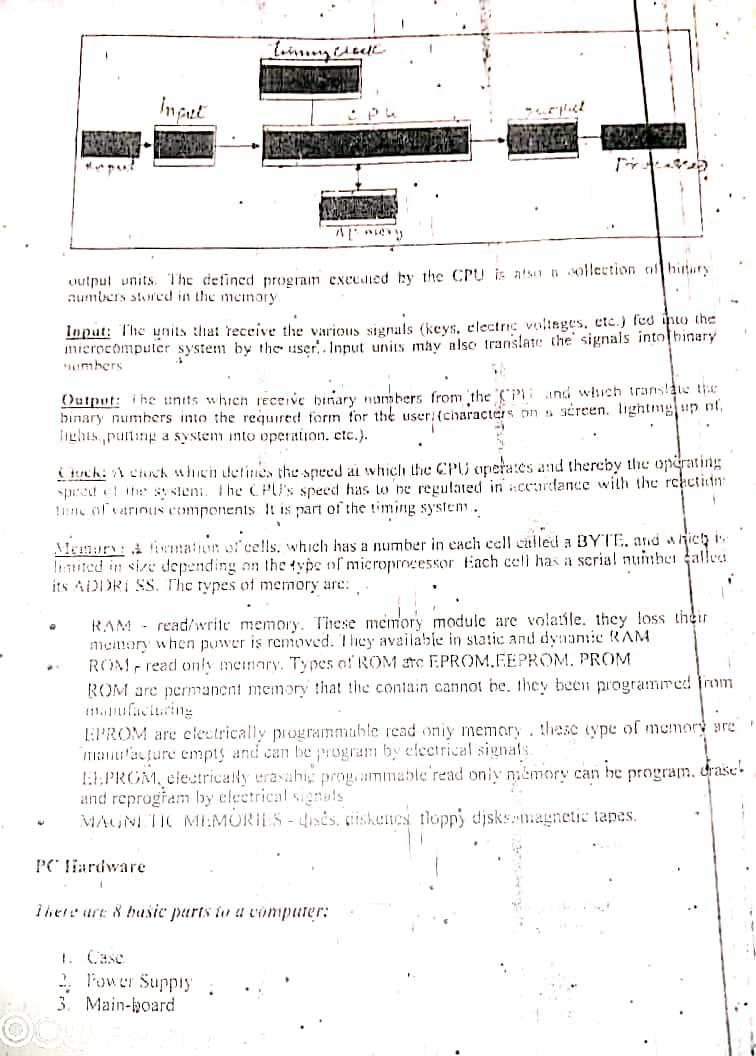 Timing clock
Input
C P U
output
Input
Processed
Memory
output units. The defined program executed by the CPU is also a collection of binary
numbers stored in the memory
Input: The units that receive the various signals (keys, electric voltages, etc.) fed into the
microcomputer system by the user. Input units may also translate the signals into binary
numbers
Output: The units which receive binary numbers from the CPU and which translate the
binary numbers into the required form for the user (characters on a screen, lighting up of,
lights, putting a system into operation, etc.).
Clock: A clock which defines the speed at which the CPU operates and thereby the operating
speed of the system. The CPU's speed has to be regulated in accordance with the reaction
time of various components. It is part of the timing system.
Memory: A formation of cells, which has a number in each cell called a BYTE, and which is
limited in size depending on the type of microprocessor. Each cell has a serial number called
its ADDRESS. The types of memory are:
• RAM - read/write memory. These memory module are volatile, they loss their
memory when power is removed. They available in static and dynamic RAM
• ROM - read only memory. Types of ROM are EPROM, EEPROM, PROM
ROM are permanent memory that the contain cannot be, they been programmed from
manufacturing
EPROM are electrically programmable read only memory, these type of memory are
manufacture empty and can be program by electrical signals.
EEPROM, electrically erasable programmable read only memory can be program, erase
and reprogram by electrical signals
• MAGNETIC MEMORIES - discs, diskettes, floppy disks, magnetic tapes.
PC Hardware
There are 8 basic parts to a computer:
1. Case
2. Power Supply
3. Main-board